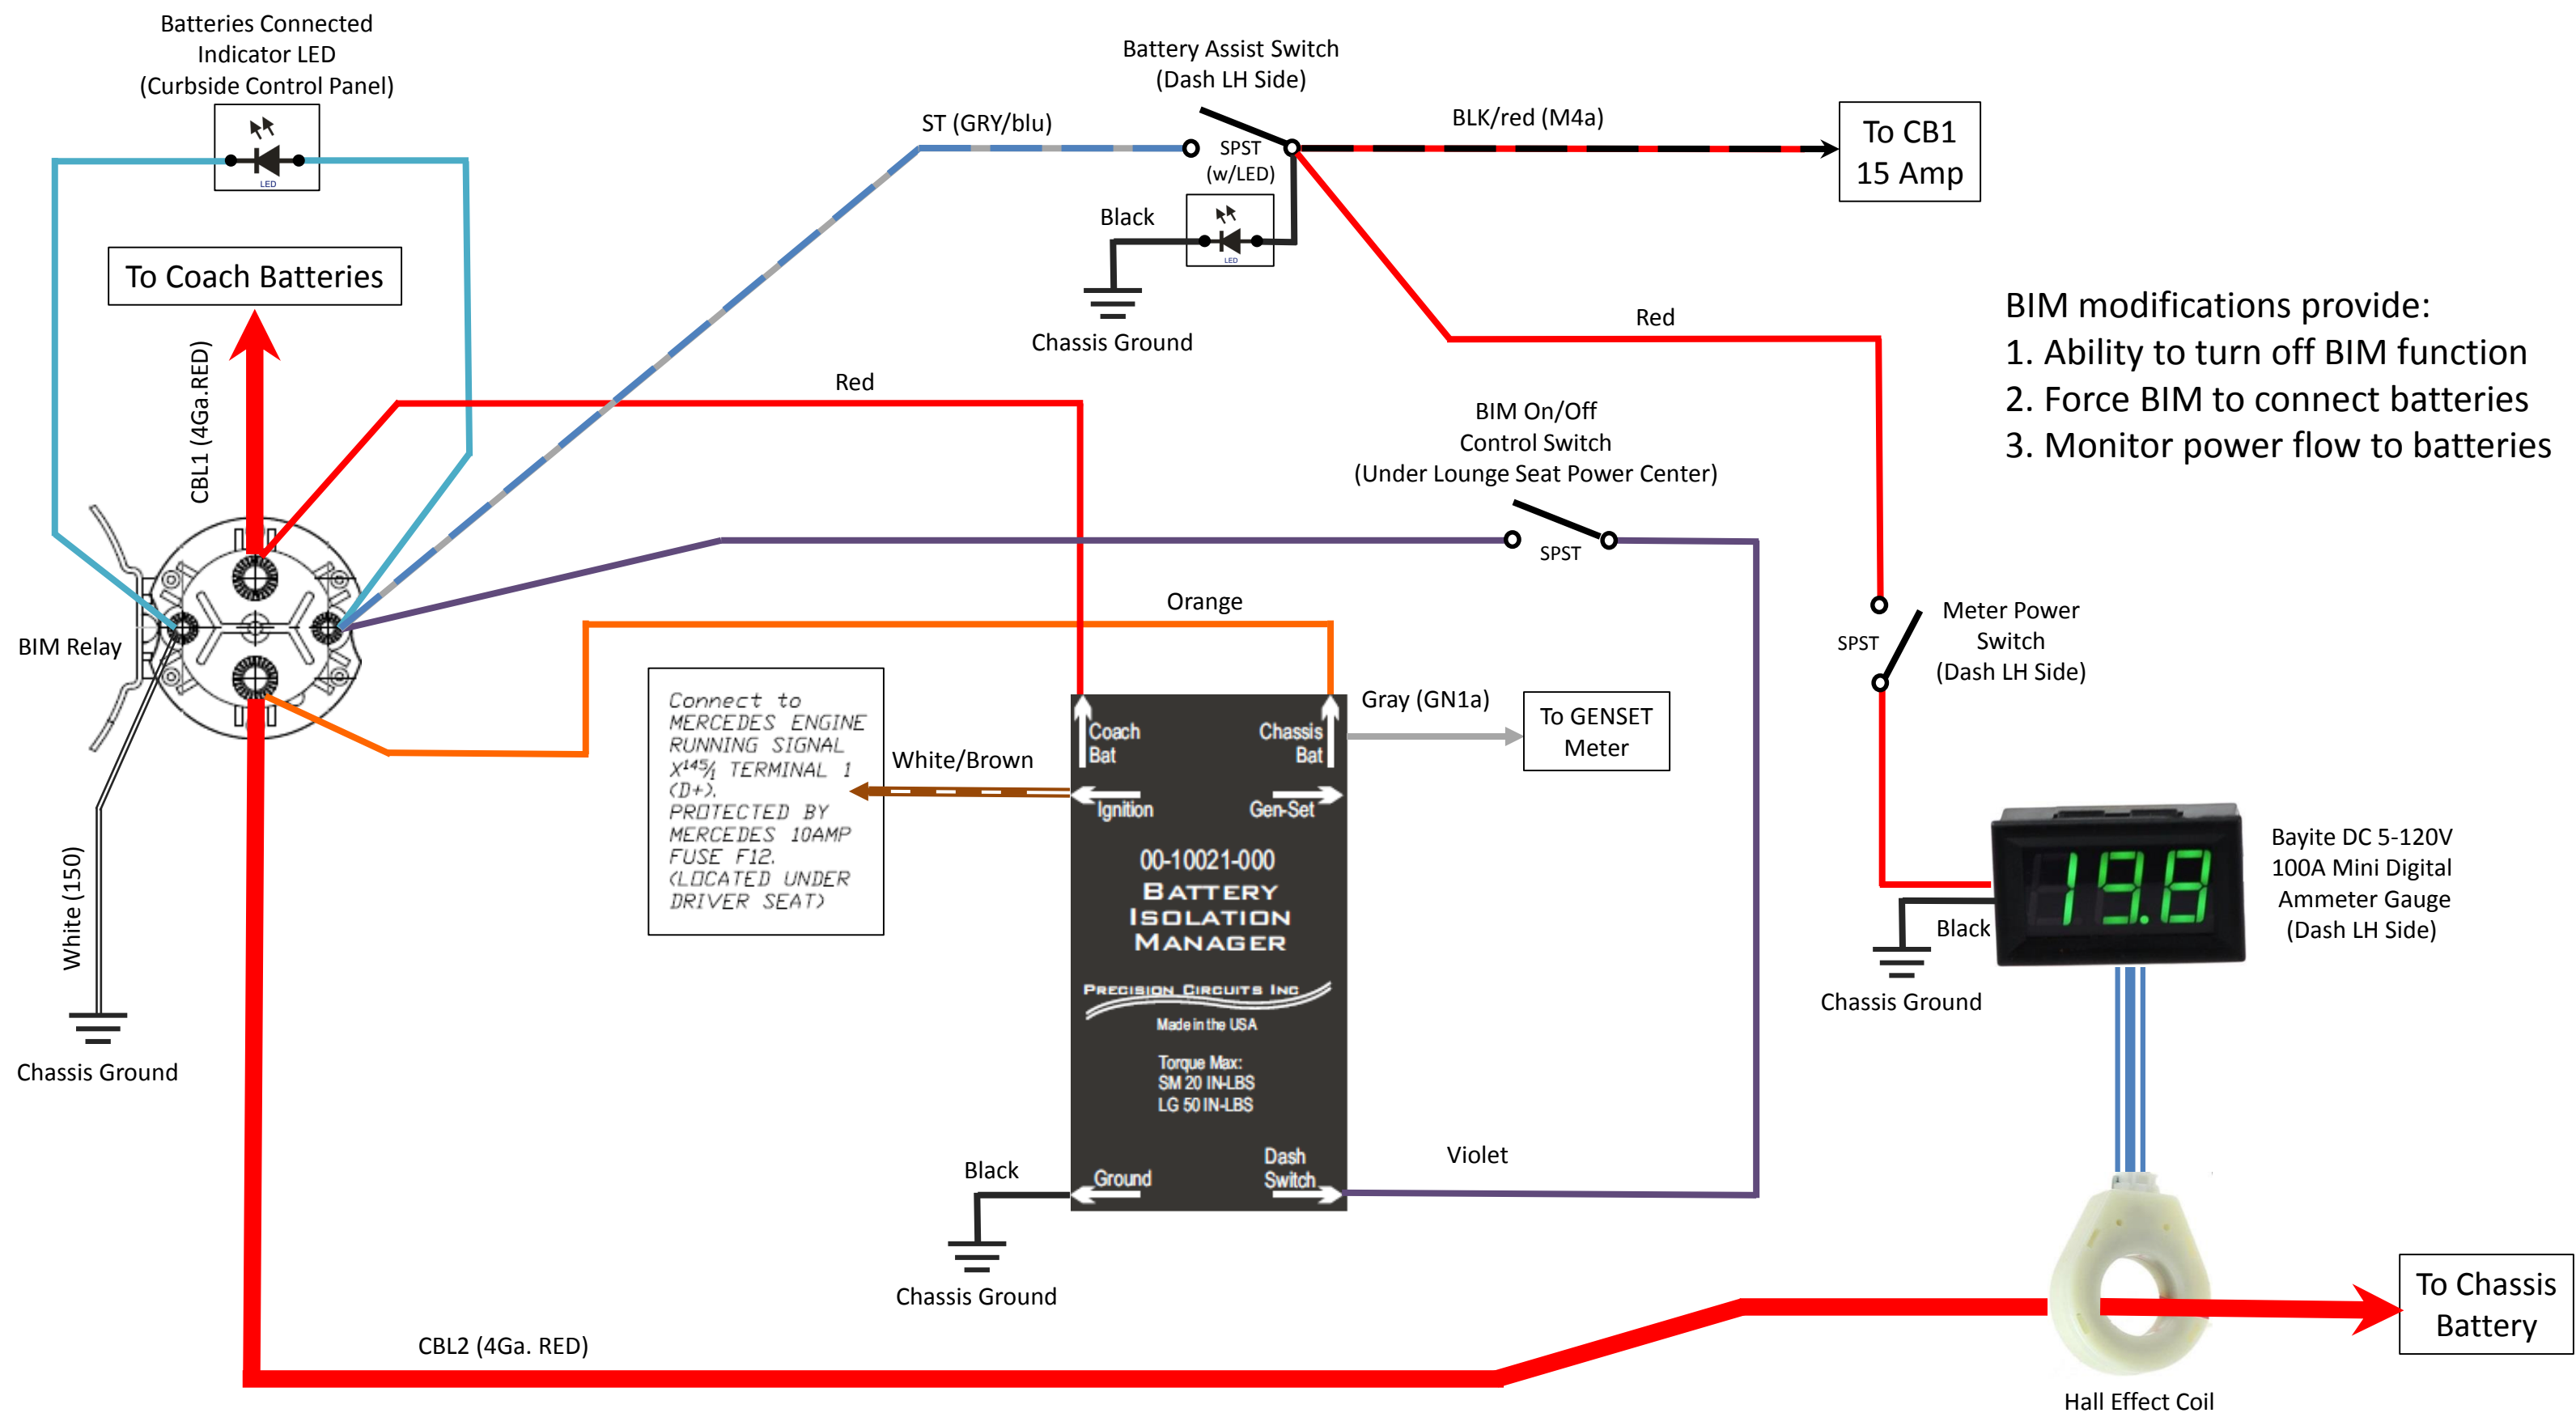 Batteries Connected
Indicator LED
(Curbside Control Panel)
LED
To Coach Batteries
CBL1 (4Ga.RED)
BIM Relay
White (150)
Chassis Ground
ST (GRY/blu)
Battery Assist Switch
(Dash LH Side)
SPST
(w/LED)
Black
LED
Chassis Ground
BLK/red (M4a)
To CB1
15 Amp
Red
Red
BIM modifications provide:
1. Ability to turn off BIM function
2. Force BIM to connect batteries
3. Monitor power flow to batteries
BIM On/Off
Control Switch
(Under Lounge Seat Power Center)
SPST
Orange
Connect to
MERCEDES ENGINE
RUNNING SIGNAL
X145/1 TERMINAL 1
(D+).
PROTECTED BY
MERCEDES 10AMP
FUSE F12.
(LOCATED UNDER
DRIVER SEAT)
White/Brown
Coach
Bat
Chassis
Bat
Ignition
Gen-Set
00-10021-000
BATTERY
ISOLATION
MANAGER
PRECISION CIRCUITS INC
Made in the USA
Torque Max:
SM 20 IN-LBS
LG 50 IN-LBS
Ground
Dash
Switch
Gray (GN1a)
To GENSET
Meter
Black
Chassis Ground
Violet
SPST
Meter Power
Switch
(Dash LH Side)
19.8
Bayite DC 5-120V
100A Mini Digital
Ammeter Gauge
(Dash LH Side)
Black
Chassis Ground
CBL2 (4Ga. RED)
To Chassis
Battery
Hall Effect Coil